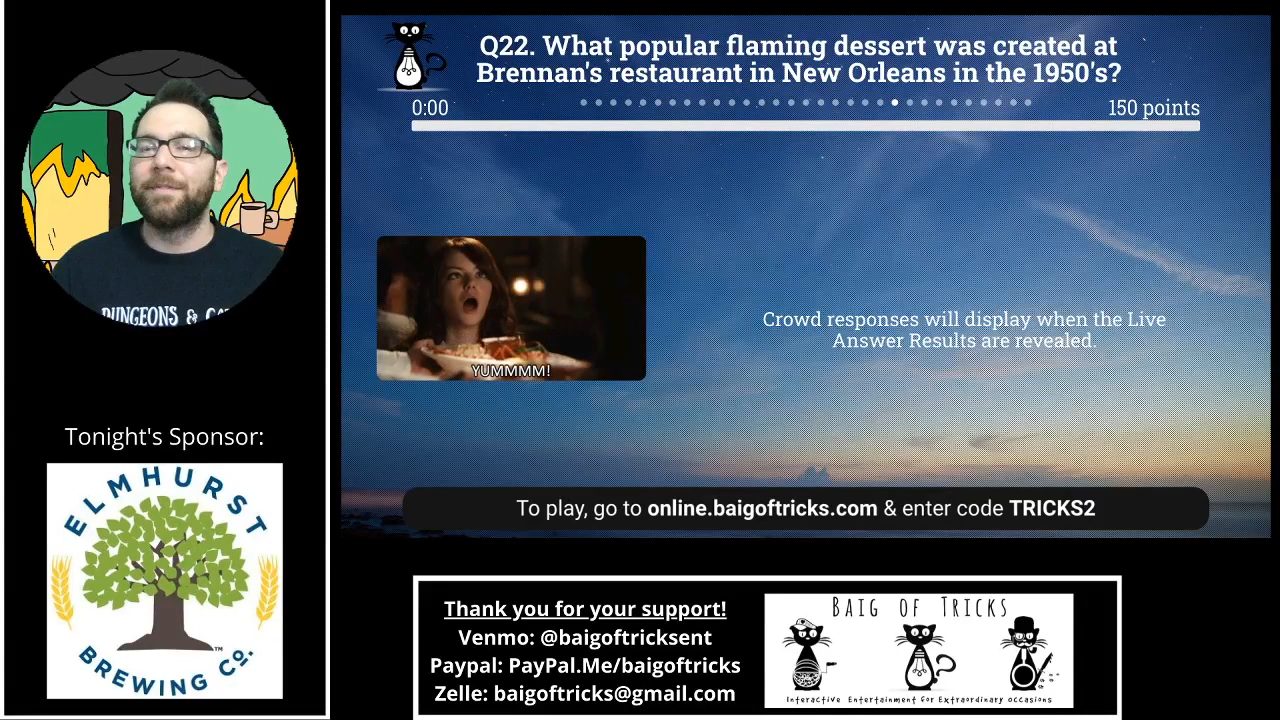 Q22. What popular flaming dessert was created at
Brennan's restaurant in New Orleans in the 1950's?
0:00
150 points
YUMMMM!
Crowd responses will display when the Live
Answer Results are revealed.
To play, go to online.baigoftricks.com & enter code TRICKS2
DUNGEONS & CA
Tonight's Sponsor:
ELMHURST
BREWING CO.
TM
Thank you for your support!
Venmo: @baigoftricksent
Paypal: PayPal.Me/baigoftricks
Zelle: baigoftricks@gmail.com
BAIG OF TRICKS
Interactive Entertainment for Extraordinary occasions